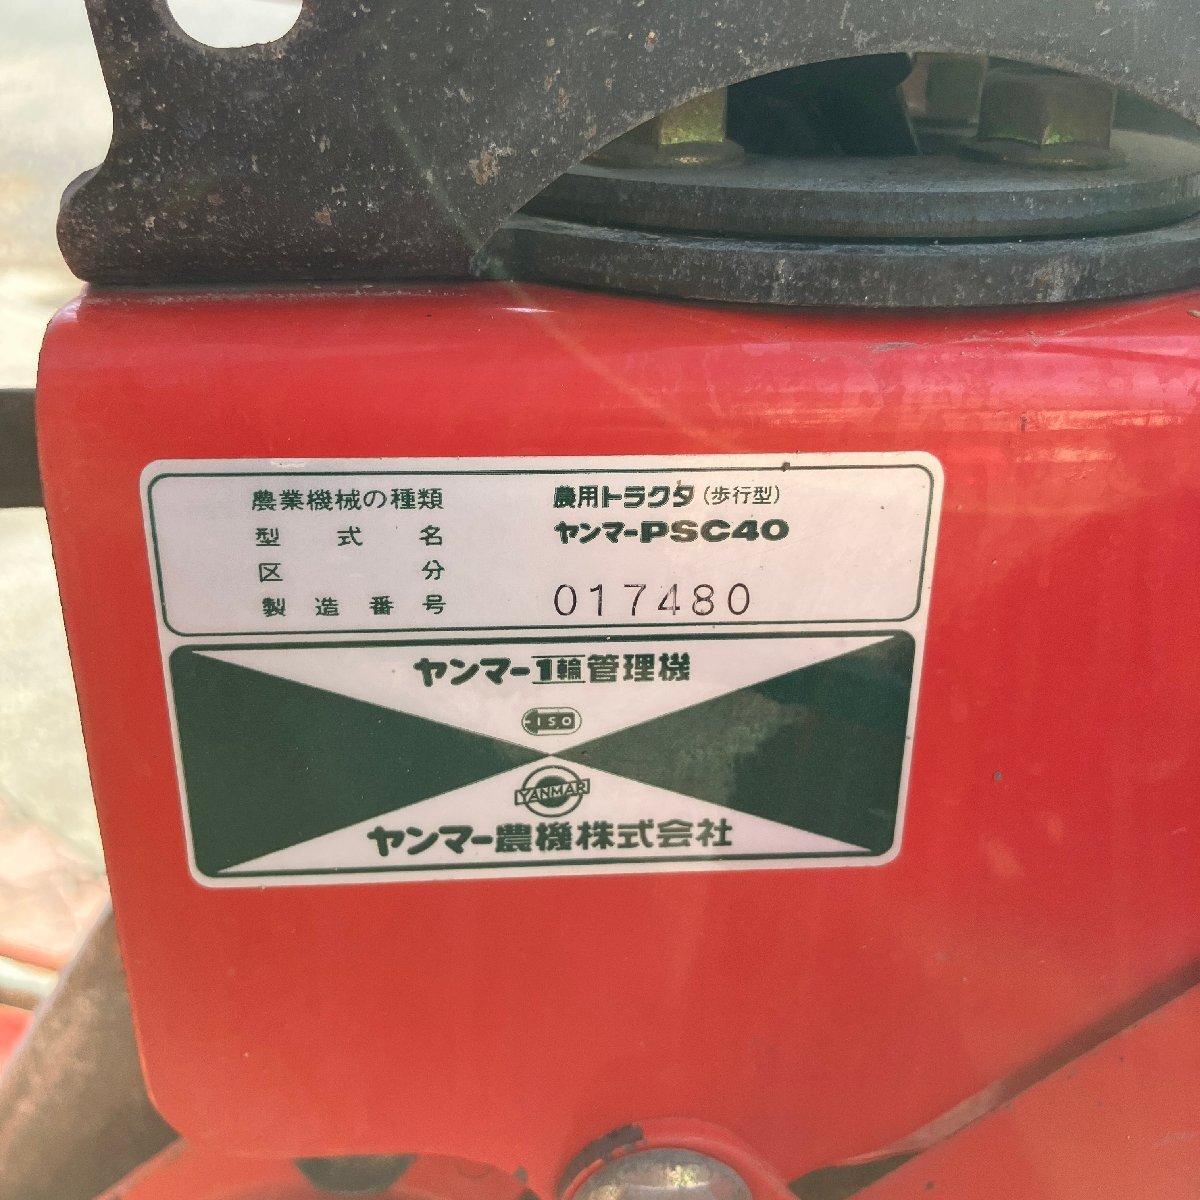 農業機械の種類 農用トラクタ(歩行型)
型式名 ヤンマーPSC40
区分
製造番号 017480
ヤンマー1輪管理機
ISO
YANMAR
ヤンマー農機株式会社